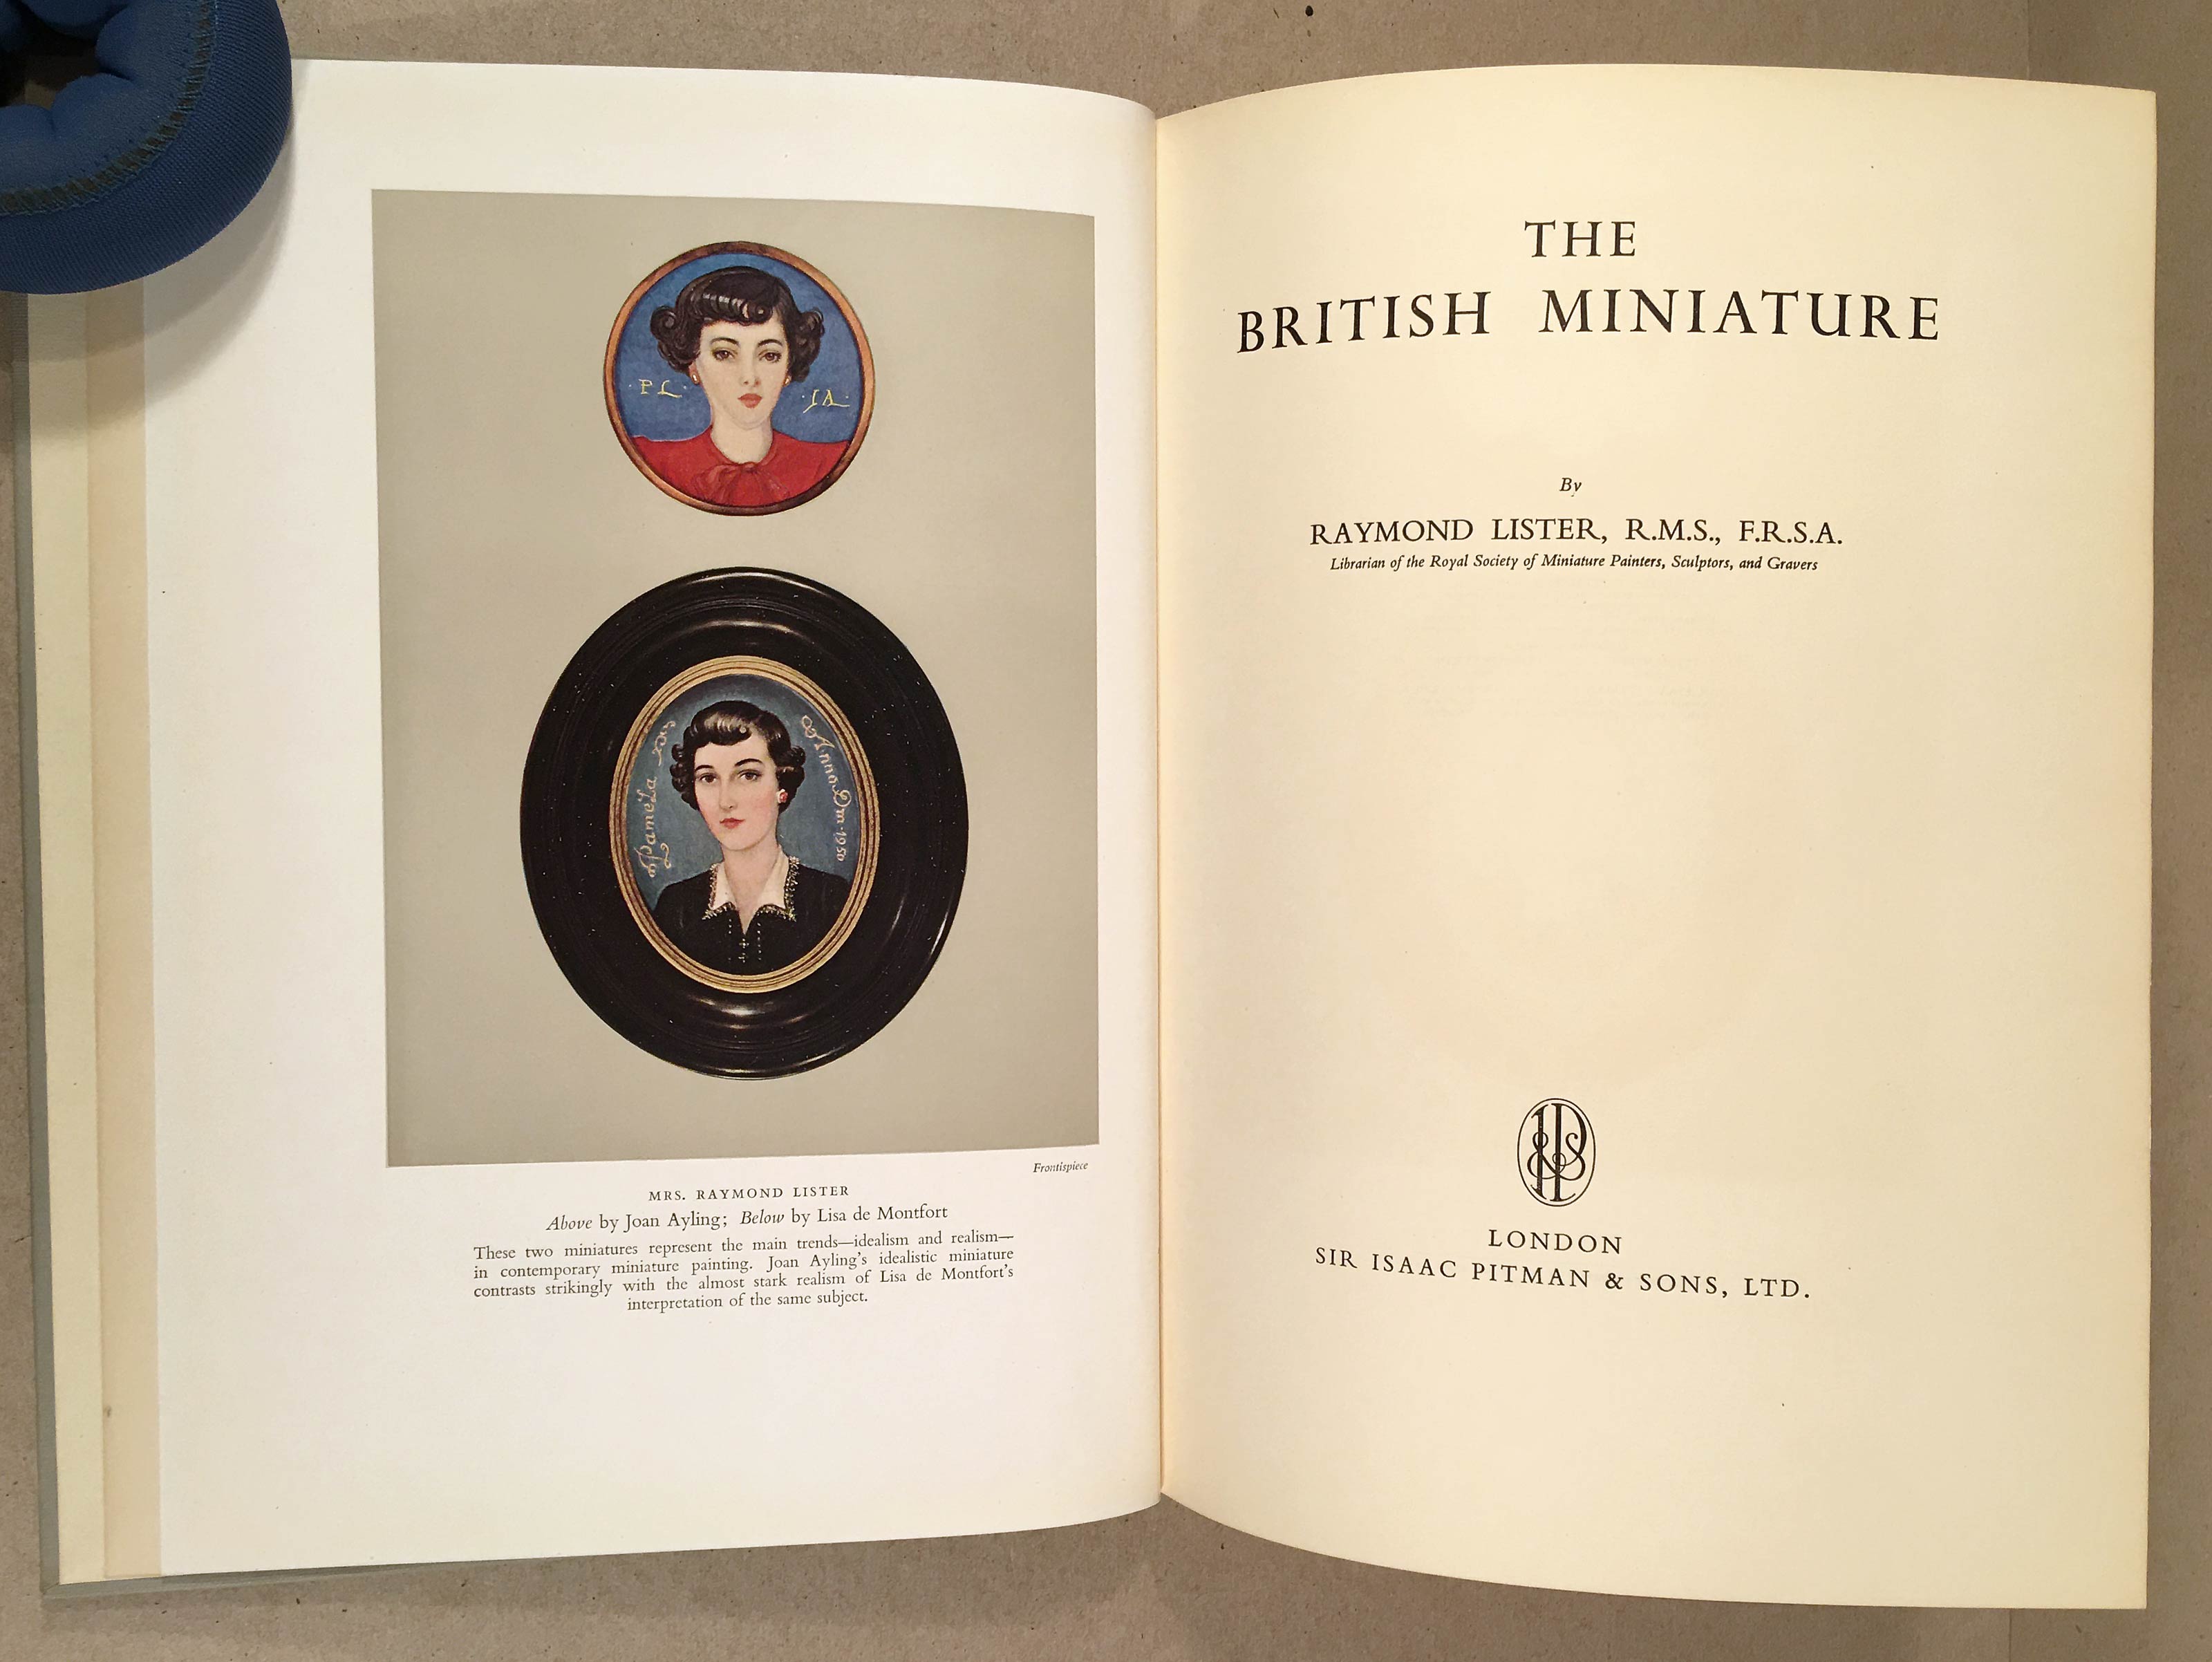 · P L ·
· J A ·
Pamela
Anno Dm · 1950
Frontispiece
MRS. RAYMOND LISTER
Above by Joan Ayling; Below by Lisa de Montfort
These two miniatures represent the main trends—idealism and realism—
in contemporary miniature painting. Joan Ayling's idealistic miniature
contrasts strikingly with the almost stark realism of Lisa de Montfort's
interpretation of the same subject.
THE
BRITISH MINIATURE
By
RAYMOND LISTER, R.M.S., F.R.S.A.
Librarian of the Royal Society of Miniature Painters, Sculptors, and Gravers
LONDON
SIR ISAAC PITMAN & SONS, LTD.